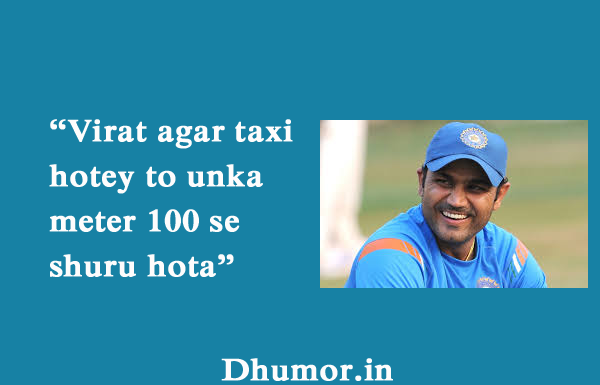 “Virat agar taxi
hotey to unka
meter 100 se
shuru hota”
Dhumor.in